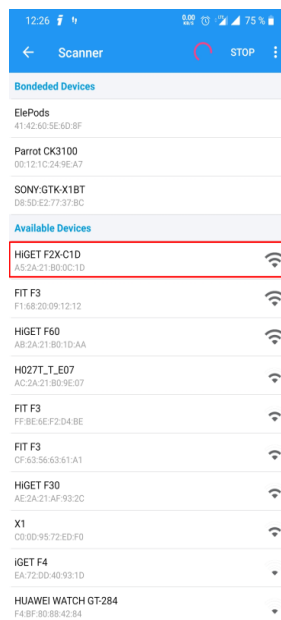 12:26 0.00 KB/S 75 %
Scanner STOP
Bondeded Devices
ElePods
41:42:60:5E:6D:BF
Parrot CK3100
00:12:1C:24:9E:A7
SONY:GTK-X1BT
D8:5D:E2:77:37:BC
Available Devices
HiGET F2X-C1D
A5:2A:21:B0:0C:1D
FIT F3
F1:68:20:09:12:12
HiGET F60
AB:2A:21:B0:1D:AA
H027T_T_E07
AC:2A:21:B0:9E:07
FIT F3
FF:BE:6E:F2:D4:BE
FIT F3
CF:63:56:63:61:A1
HiGET F30
AE:2A:21:AF:93:2C
X1
C0:0D:95:72:ED:F0
iGET F4
EA:72:DD:40:93:1D
HUAWEI WATCH GT-284
F4:BF:80:88:42:84